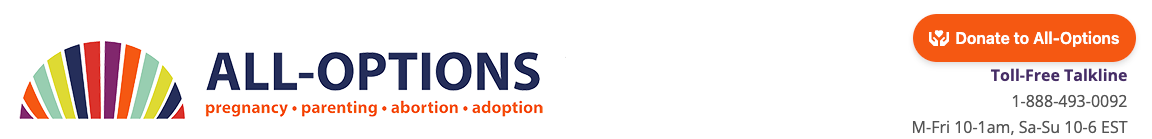 ALL-OPTIONS
pregnancy • parenting • abortion • adoption
Donate to All-Options
Toll-Free Talkline
1-888-493-0092
M-Fri 10-1am, Sa-Su 10-6 EST